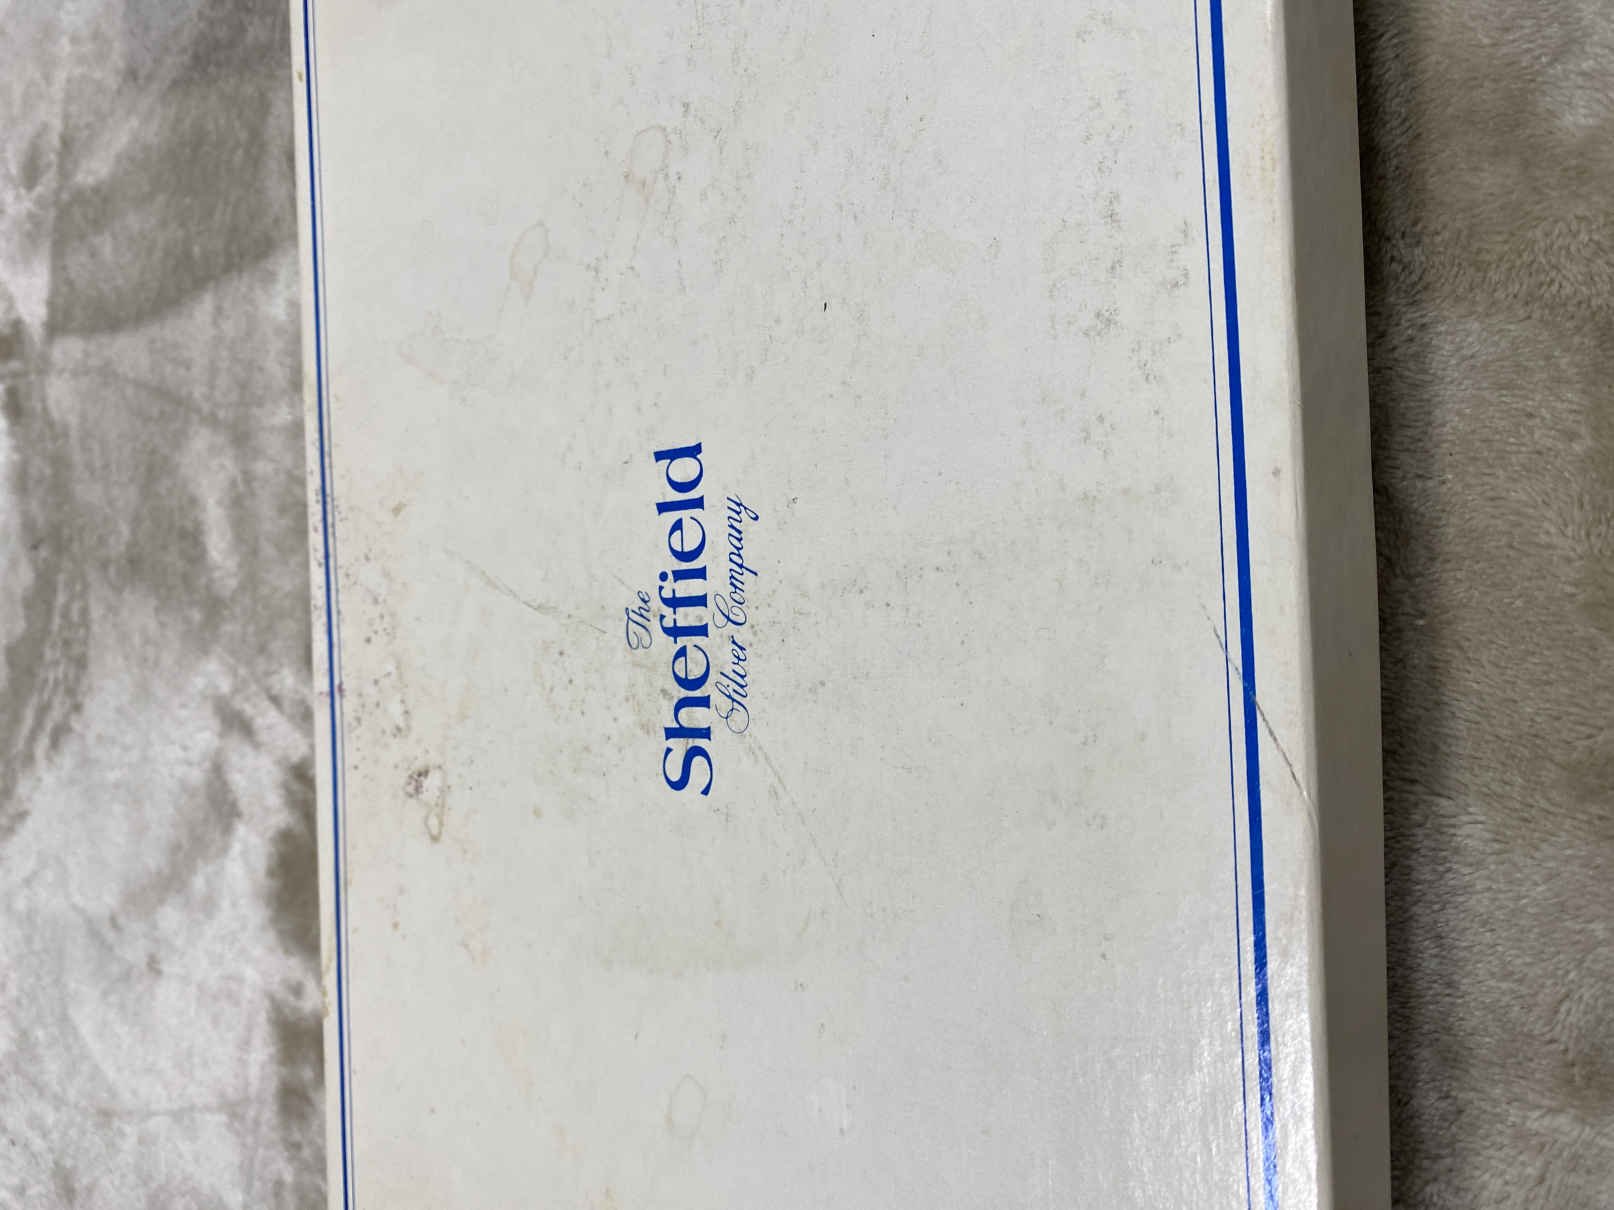 The
Sheffield
Silver Company